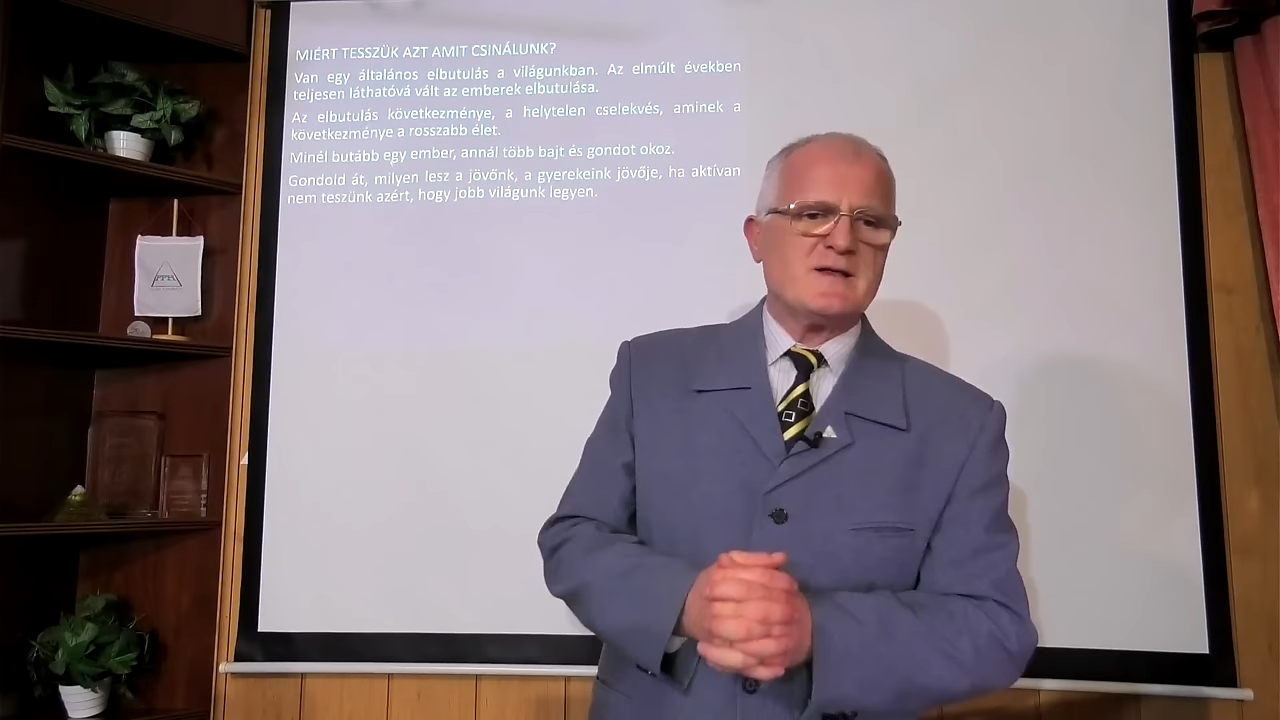 MIÉRT TESSZÜK AZT AMIT CSINÁLUNK?
Van egy általános elbutulás a világunkban. Az elmúlt években
teljesen láthatóvá vált az emberek elbutulása.
Az elbutulás következménye, a helytelen cselekvés, aminek a
következménye a rosszabb élet.
Minél butább egy ember, annál több bajt és gondot okoz.
Gondold át, milyen lesz a jövőnk, a gyerekeink jövője, ha aktívan
nem teszünk azért, hogy jobb világunk legyen.